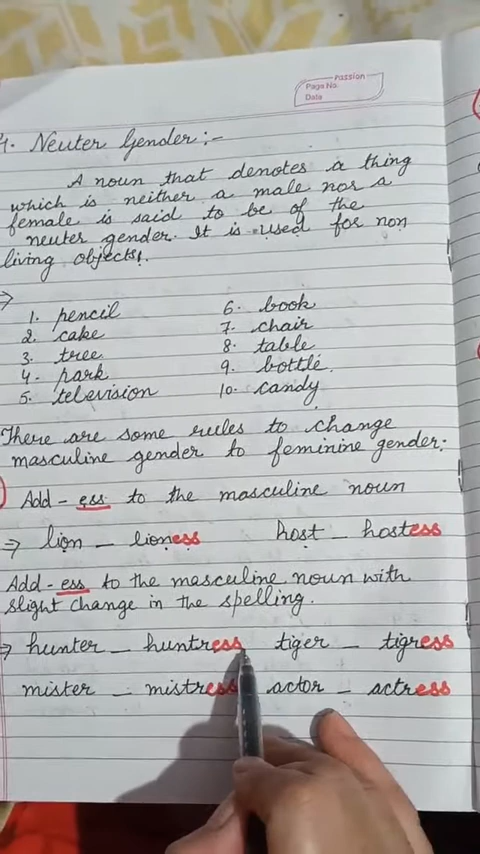 Passion
Page No.
Data
4. Neuter Gender:-
A noun that denotes a thing
which is neither a male nor a
female is said to be of the
neuter gender. It is used for non
living objects.
⇒
1. pencil 6. book
2. cake 7. chair
3. tree 8. table
4. park 9. bottle
5. television 10. candy
There are some rules to change
masculine gender to feminine gender:
Add - ess to the masculine noun
⇒ lion - lioness host - hostess
Add - ess to the masculine noun with
slight change in the spelling.
⇒ hunter - huntress tiger - tigress
mister - mistress actor - actress